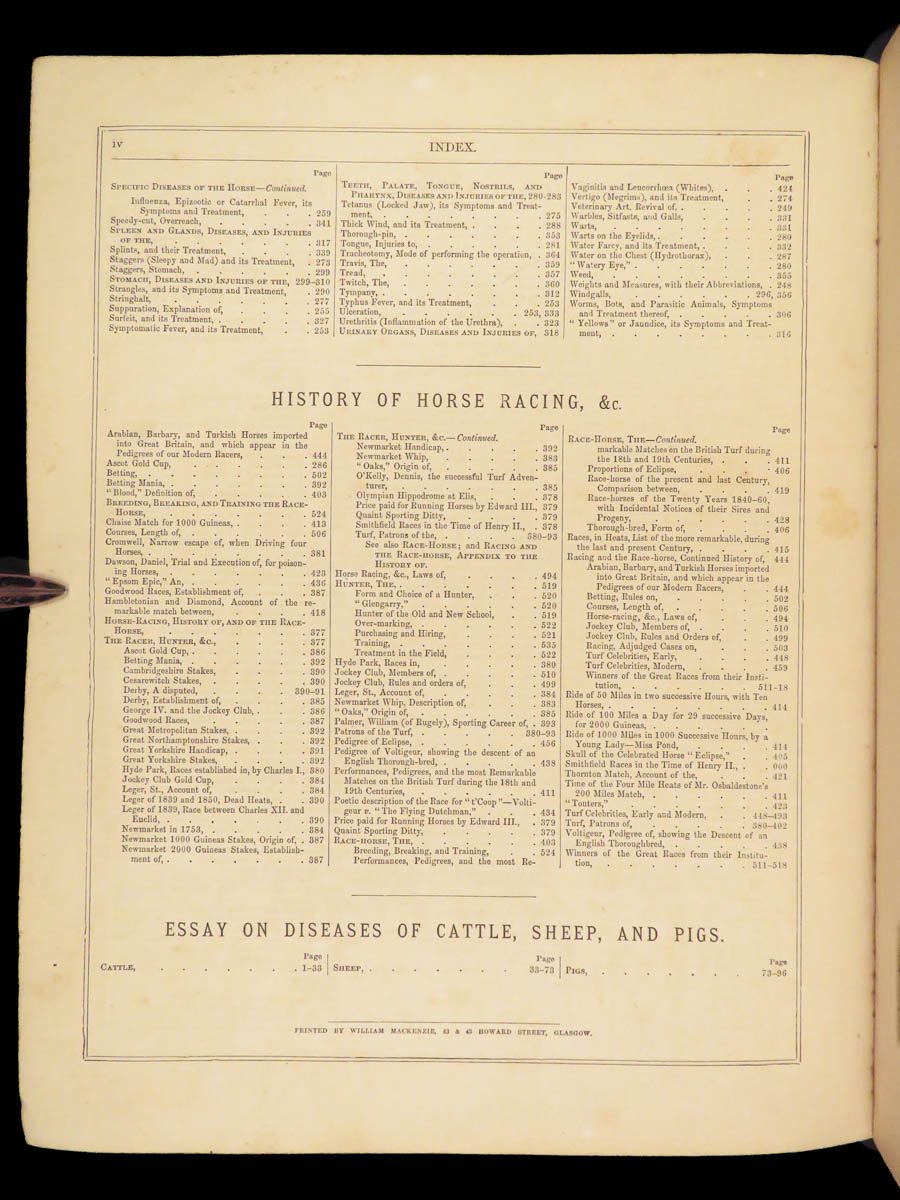 iv
INDEX.
Page
SPECIFIC DISEASES OF THE HORSE—Continued.
Influenza, Epizootic or Catarrhal Fever, its
Symptoms and Treatment, . . . 259
Speedy-cut, Overreach, . . . . . 341
SPLEEN AND GLANDS, DISEASES, AND INJURIES
OF THE, . . . . . . . 317
Splints, and their Treatment, . . . . 339
Staggers (Sleepy and Mad) and its Treatment, . 273
Staggers, Stomach, . . . . . . 299
STOMACH, DISEASES AND INJURIES OF THE, 299-310
Strangles, and its Symptoms and Treatment, . 290
Stringhalt, . . . . . . . 277
Suppuration, Explanation of, . . . . 255
Surfeit, and its Treatment, . . . . . 327
Symptomatic Fever, and its Treatment, . . 253
Page
TEETH, PALATE, TONGUE, NOSTRILS, AND
PHARYNX, DISEASES AND INJURIES OF THE, 280-283
Tetanus (Locked Jaw), its Symptoms and Treat-
ment, . . . . . . . . 275
Thick Wind, and its Treatment, . . . . 288
Thorough-pin, . . . . . . . 353
Tongue, Injuries to, . . . . . . 281
Tracheotomy, Mode of performing the operation, . 364
Travis, The, . . . . . . . 359
Tread, . . . . . . . . 357
Twitch, The, . . . . . . . 360
Tympany, . . . . . . . . 312
Typhus Fever, and its Treatment, . . . 253
Ulceration, . . . . . . 253, 333
Urethritis (Inflammation of the Urethra), . . 323
URINARY ORGANS, DISEASES AND INJURIES OF, 318
Page
Vaginitis and Leucorrhœa (Whites), . . . 424
Vertigo (Megrims), and its Treatment, . . 274
Veterinary Art, Revival of, . . . . . 249
Warbles, Sitfasts, and Galls, . . . . 331
Warts, . . . . . . . . 331
Warts on the Eyelids, . . . . . . 280
Water Farcy, and its Treatment, . . . . 332
Water on the Chest (Hydrothorax), . . . 287
"Watery Eye," . . . . . . . 280
Weed, . . . . . . . . 355
Weights and Measures, with their Abbreviations, . 248
Windgalls, . . . . . . . 296, 356
Worms, Bots, and Parasitic Animals, Symptoms
and Treatment thereof, . . . . . 306
"Yellows" or Jaundice, its Symptoms and Treat-
ment, . . . . . . . . 316
HISTORY OF HORSE RACING, &c.
Page
Arabian, Barbary, and Turkish Horses imported
into Great Britain, and which appear in the
Pedigrees of our Modern Racers, . . . 444
Ascot Gold Cup, . . . . . . 286
Betting, . . . . . . . . 502
Betting Mania, . . . . . . . 392
"Blood," Definition of, . . . . . 403
BREEDING, BREAKING, AND TRAINING THE RACE-
HORSE, . . . . . . . 524
Chaise Match for 1000 Guineas, . . . . 413
Courses, Length of, . . . . . . 506
Cromwell, Narrow escape of, when Driving four
Horses, . . . . . . . . 381
Dawson, Daniel, Trial and Execution of, for poison-
ing Horses, . . . . . . . 423
"Epsom Epic," An, . . . . . . 436
Goodwood Races, Establishment of, . . . 387
Hambletonian and Diamond, Account of the re-
markable match between, . . . . 418
HORSE-RACING, HISTORY OF, AND OF THE RACE-
HORSE, . . . . . . . 377
THE RACER, HUNTER, &c., . . . . 377
Ascot Gold Cup, . . . . . . 386
Betting Mania, . . . . . . 392
Cambridgeshire Stakes, . . . . 390
Cesarewitch Stakes, . . . . . 390
Derby, A disputed, . . . . 390-91
Derby, Establishment of, . . . . 385
George IV. and the Jockey Club, . . . 386
Goodwood Races, . . . . . 387
Great Metropolitan Stakes, . . . . 392
Great Northamptonshire Stakes, . . . 392
Great Yorkshire Handicap, . . . . 391
Great Yorkshire Stakes, . . . . 392
Hyde Park, Races established in, by Charles I., 380
Jockey Club Gold Cup, . . . . 384
Leger, St., Account of, . . . . 384
Leger of 1839 and 1850, Dead Heats, . . 390
Leger of 1839, Race between Charles XII. and
Euclid, . . . . . . . 390
Newmarket in 1753, . . . . . 384
Newmarket 1000 Guineas Stakes, Origin of, . 387
Newmarket 2000 Guineas Stakes, Establish-
ment of, . . . . . . . 387
Page
THE RACER, HUNTER, &c.—Continued.
Newmarket Handicap, . . . . . 392
Newmarket Whip, . . . . . 383
"Oaks," Origin of, . . . . . 385
O'Kelly, Dennis, the successful Turf Adven-
turer, . . . . . . . 385
Olympian Hippodrome at Elis, . . . 378
Price paid for Running Horses by Edward III., 379
Quaint Sporting Ditty, . . . . 379
Smithfield Races in the Time of Henry II., . 378
Turf, Patrons of the, . . . . 380-93
See also RACE-HORSE; and RACING AND
THE RACE-HORSE, APPENDIX TO THE
HISTORY OF.
Horse Racing, &c., Laws of, . . . . 494
HUNTER, THE, . . . . . . . 519
Form and Choice of a Hunter, . . . 520
"Glengarry," . . . . . . 520
Hunter of the Old and New School, . . 519
Over-marking, . . . . . . 522
Purchasing and Hiring, . . . . 521
Training, . . . . . . . 535
Treatment in the Field, . . . . 522
Hyde Park, Races in, . . . . . 380
Jockey Club, Members of, . . . . . 510
Jockey Club, Rules and orders of, . . . 499
Leger, St., Account of, . . . . . 384
Newmarket Whip, Description of, . . . 383
"Oaks," Origin of, . . . . . . 385
Palmer, William (of Rugely), Sporting Career of, . 393
Patrons of the Turf, . . . . . 380-93
Pedigree of Eclipse, . . . . . . 456
Pedigree of Voltigeur, showing the descent of an
English Thorough-bred, . . . . . 438
Performances, Pedigrees, and the most Remarkable
Matches on the British Turf during the 18th and
19th Centuries, . . . . . . 411
Poetic description of the Race for "t'Coop"—Volti-
geur v. "The Flying Dutchman," . . . 434
Price paid for Running Horses by Edward III., . 379
Quaint Sporting Ditty, . . . . . 379
RACE-HORSE, THE, . . . . . . 403
Breeding, Breaking, and Training, . . . 524
Performances, Pedigrees, and the most Re-
Page
RACE-HORSE, THE—Continued.
markable Matches on the British Turf during
the 18th and 19th Centuries, . . . 411
Proportions of Eclipse, . . . . . 406
Race-horse of the present and last Century,
Comparison between, . . . . 419
Race-horses of the Twenty Years 1840-60,
with Incidental Notices of their Sires and
Progeny, . . . . . . . 428
Thorough-bred, Form of, . . . . 406
Races, in Heats, List of the more remarkable, during
the last and present Century, . . . . 415
Racing and the Race-horse, Continued History of, 444
Arabian, Barbary, and Turkish Horses imported
into Great Britain, and which appear in the
Pedigrees of our Modern Racers, . . . 444
Betting, Rules on, . . . . . 502
Courses, Length of, . . . . . 506
Horse-racing, &c., Laws of, . . . . 494
Jockey Club, Members of, . . . . 510
Jockey Club, Rules and Orders of, . . . 499
Racing, Adjudged Cases on, . . . 503
Turf Celebrities, Early, . . . . 448
Turf Celebrities, Modern, . . . . 459
Winners of the Great Races from their Insti-
tution, . . . . . . 511-18
Ride of 50 Miles in two successive Hours, with Ten
Horses, . . . . . . . . 414
Ride of 100 Miles a Day for 29 successive Days,
for 2000 Guineas, . . . . . .
Ride of 1000 Miles in 1000 Successive Hours, by a
Young Lady—Miss Pond, . . . . 414
Skull of the Celebrated Horse "Eclipse," . . 405
Smithfield Races in the Time of Henry II., . . 000
Thornton Match, Account of the, . . . 421
Time of the Four Mile Heats of Mr. Osbaldestone's
200 Miles Match, . . . . . . 411
"Touters," . . . . . . . 423
Turf Celebrities, Early and Modern, . . 448-493
Turf, Patrons of, . . . . . . 380-402
Voltigeur, Pedigree of, showing the Descent of an
English Thoroughbred, . . . . . 438
Winners of the Great Races from their Institu-
tion, . . . . . . . 511-518
ESSAY ON DISEASES OF CATTLE, SHEEP, AND PIGS.
Page
CATTLE, . . . . . . . 1-33
Page
SHEEP, . . . . . . . 33-73
Page
PIGS, . . . . . . . 73-96
PRINTED BY WILLIAM MACKENZIE, 43 & 45 HOWARD STREET, GLASGOW.